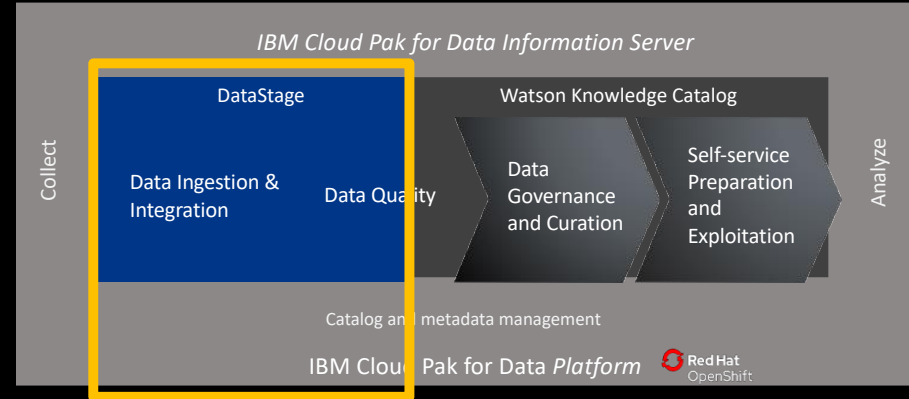 IBM Cloud Pak for Data Information Server
DataStage
Watson Knowledge Catalog
Collect
Data Ingestion &
Integration
Data Quality
Data
Governance
and Curation
Self-service
Preparation
and
Exploitation
Analyze
Catalog and metadata management
IBM Cloud Pak for Data Platform
Red Hat
OpenShift